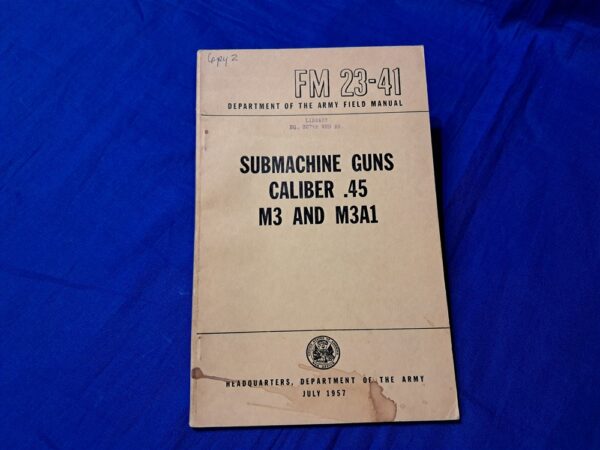 Copy 2
FM 23-41
DEPARTMENT OF THE ARMY FIELD MANUAL
LIBRARY
SUBMACHINE GUNS
CALIBER .45
M3 AND M3A1
HEADQUARTERS, DEPARTMENT OF THE ARMY
JULY 1957